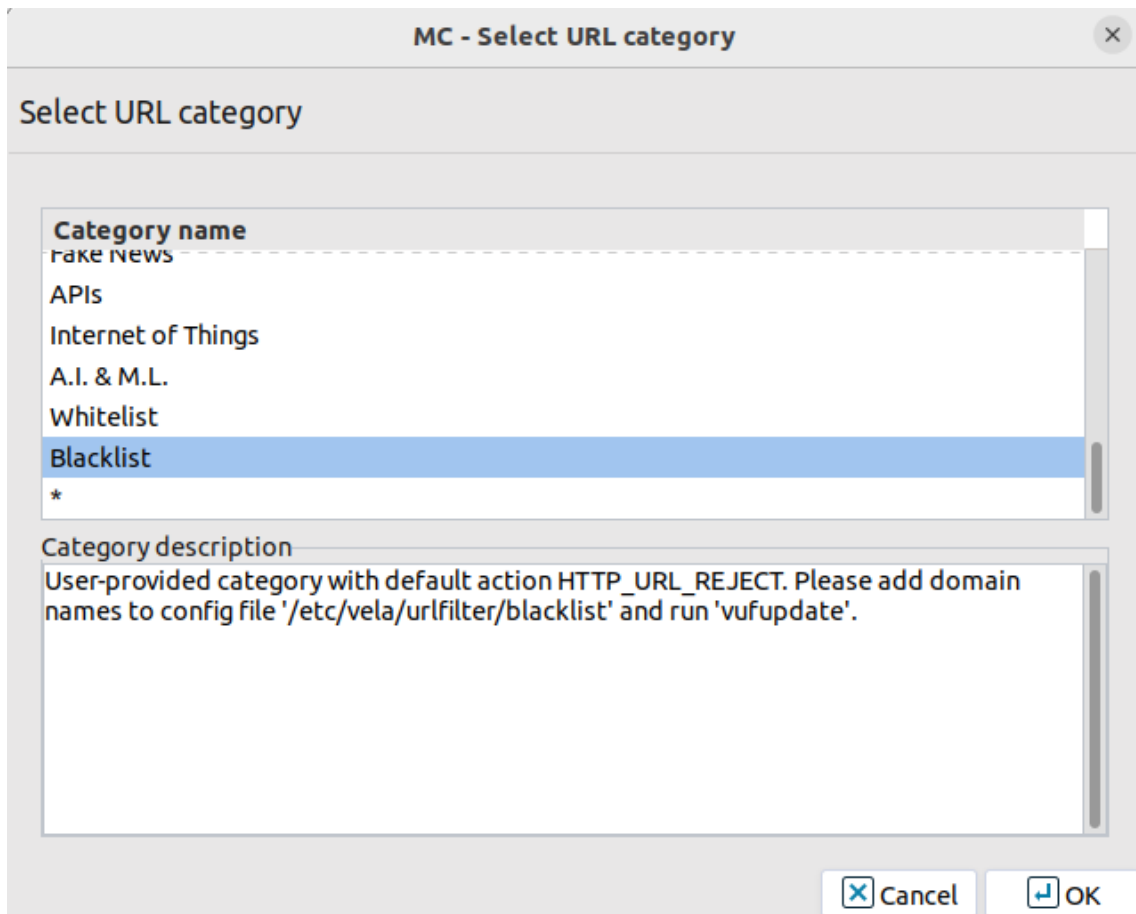 MC - Select URL category
Select URL category
Category name
Fake News
APIs
Internet of Things
A.I. & M.L.
Whitelist
Blacklist
*
Category description
User-provided category with default action HTTP_URL_REJECT. Please add domain
names to config file '/etc/vela/urlfilter/blacklist' and run 'vufupdate'.
Cancel
OK